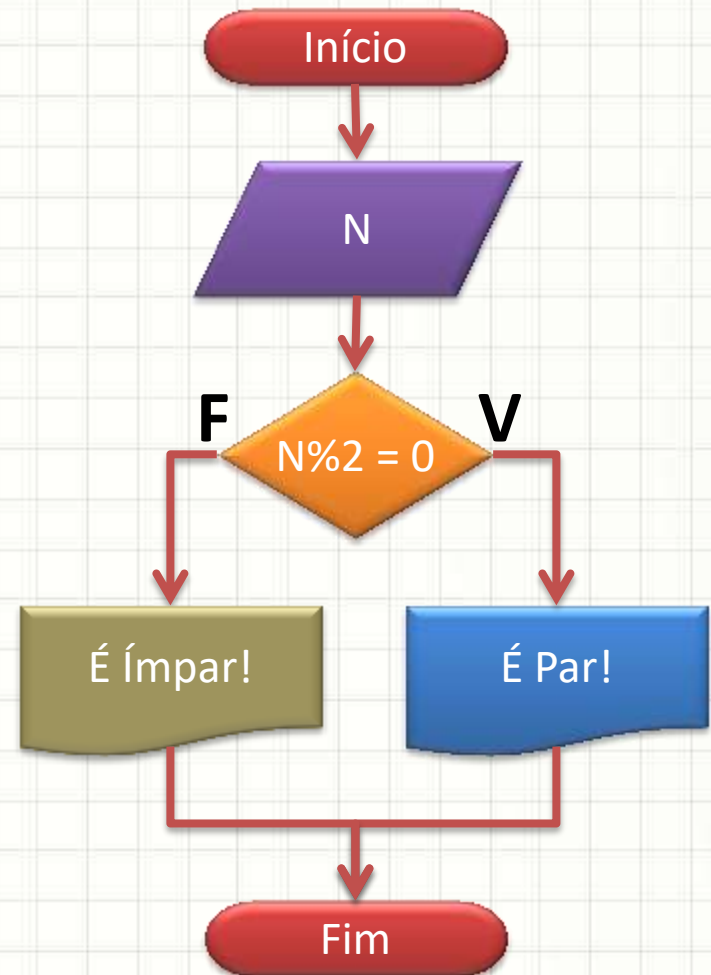 Início
N
F
V
N%2 = 0
É Ímpar!
É Par!
Fim